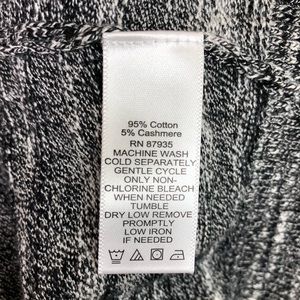 95% Cotton
5% Cashmere
RN 87935
MACHINE WASH
COLD SEPARATELY
GENTLE CYCLE
ONLY NON-
CHLORINE BLEACH
WHEN NEEDED
TUMBLE
DRY LOW REMOVE
PROMPTLY
LOW IRON
IF NEEDED